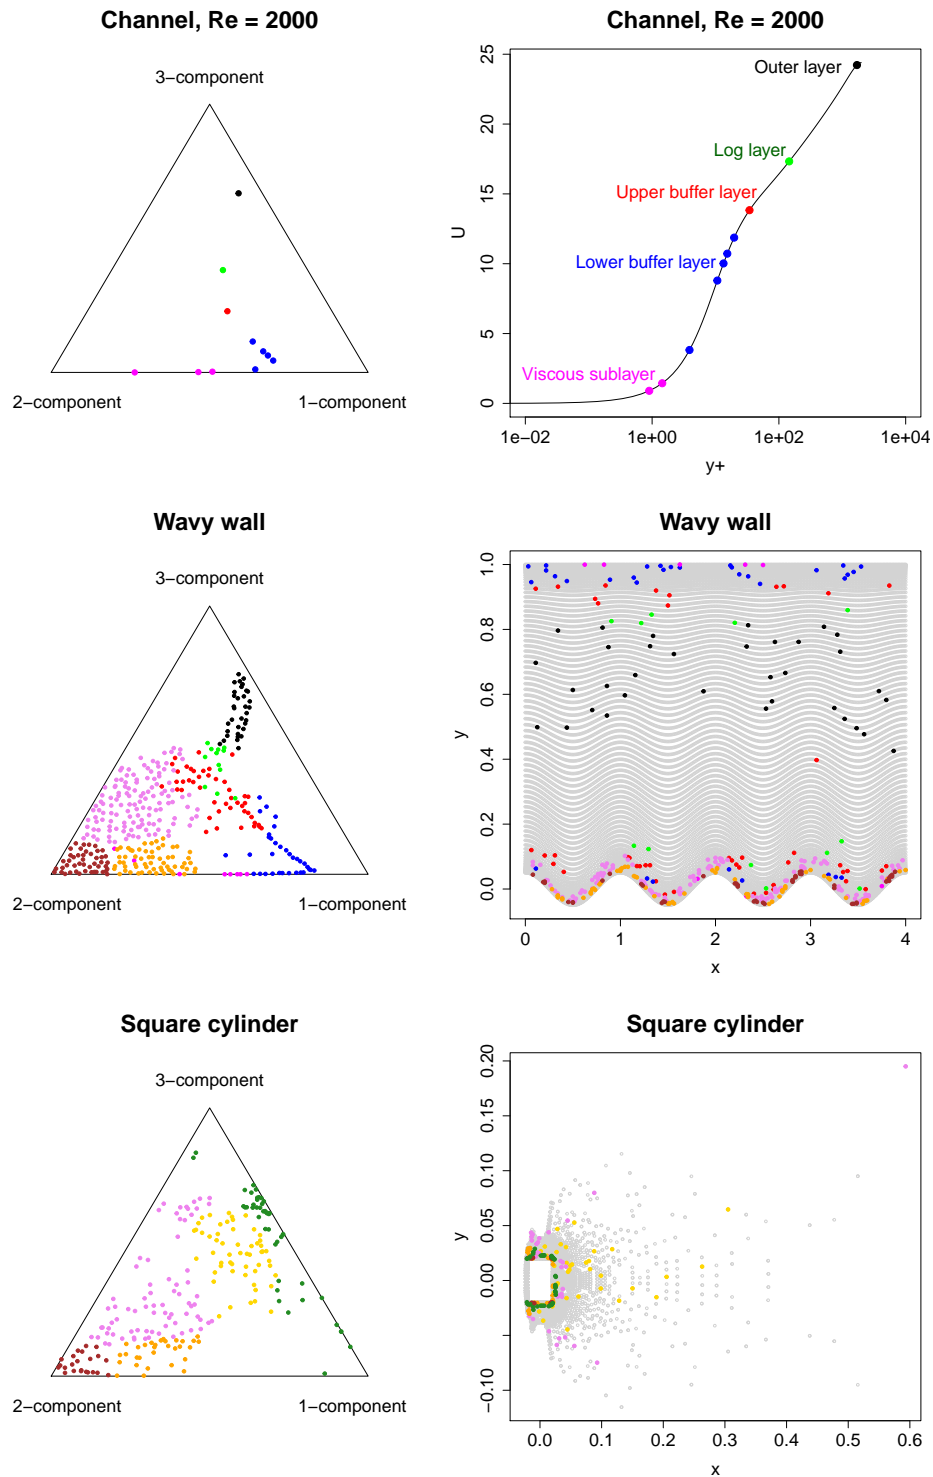 Channel, Re = 2000
3−component
2−component
1−component
Channel, Re = 2000
25
20
15
10
5
0
U
Outer layer
Log layer
Upper buffer layer
Lower buffer layer
Viscous sublayer
1e−02
1e+00
1e+02
1e+04
y+
Wavy wall
3−component
2−component
1−component
Wavy wall
1.0
0.8
0.6
0.4
0.2
0.0
y
0
1
2
3
4
x
Square cylinder
3−component
2−component
1−component
Square cylinder
0.20
0.15
0.10
0.05
0.00
−0.10
y
0.0
0.1
0.2
0.3
0.4
0.5
0.6
x